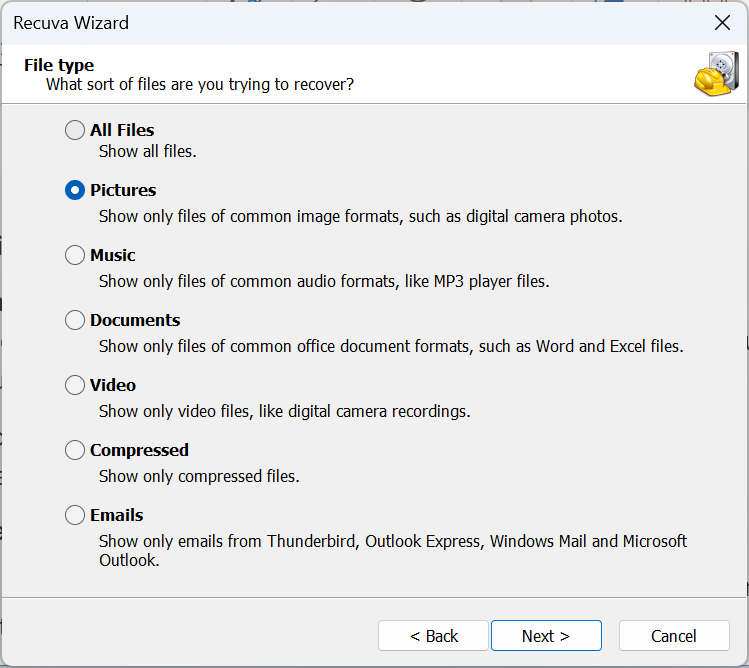 Recuva Wizard
File type
What sort of files are you trying to recover?
All Files
Show all files.
Pictures
Show only files of common image formats, such as digital camera photos.
Music
Show only files of common audio formats, like MP3 player files.
Documents
Show only files of common office document formats, such as Word and Excel files.
Video
Show only video files, like digital camera recordings.
Compressed
Show only compressed files.
Emails
Show only emails from Thunderbird, Outlook Express, Windows Mail and Microsoft
Outlook.
< Back
Next >
Cancel